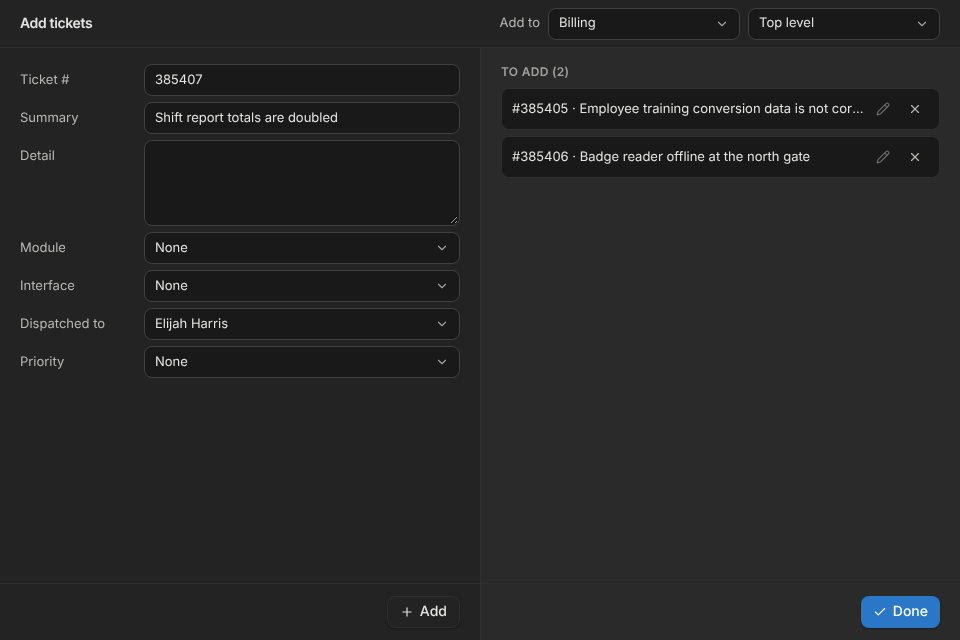 Add tickets
Add to
Billing
Top level
Ticket #
385407
Summary
Shift report totals are doubled
Detail
Module
None
Interface
None
Dispatched to
Elijah Harris
Priority
None
+ Add
TO ADD (2)
#385405 · Employee training conversion data is not cor...
#385406 · Badge reader offline at the north gate
Done